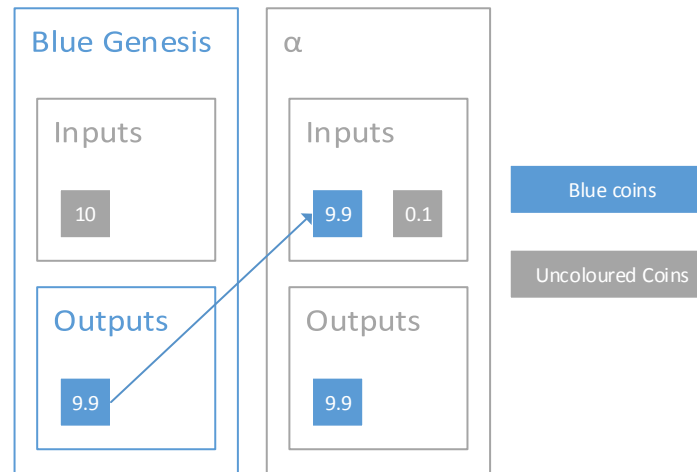 Blue Genesis
Inputs
10
Outputs
9.9
α
Inputs
9.9
0.1
Outputs
9.9
Blue coins
Uncoloured Coins